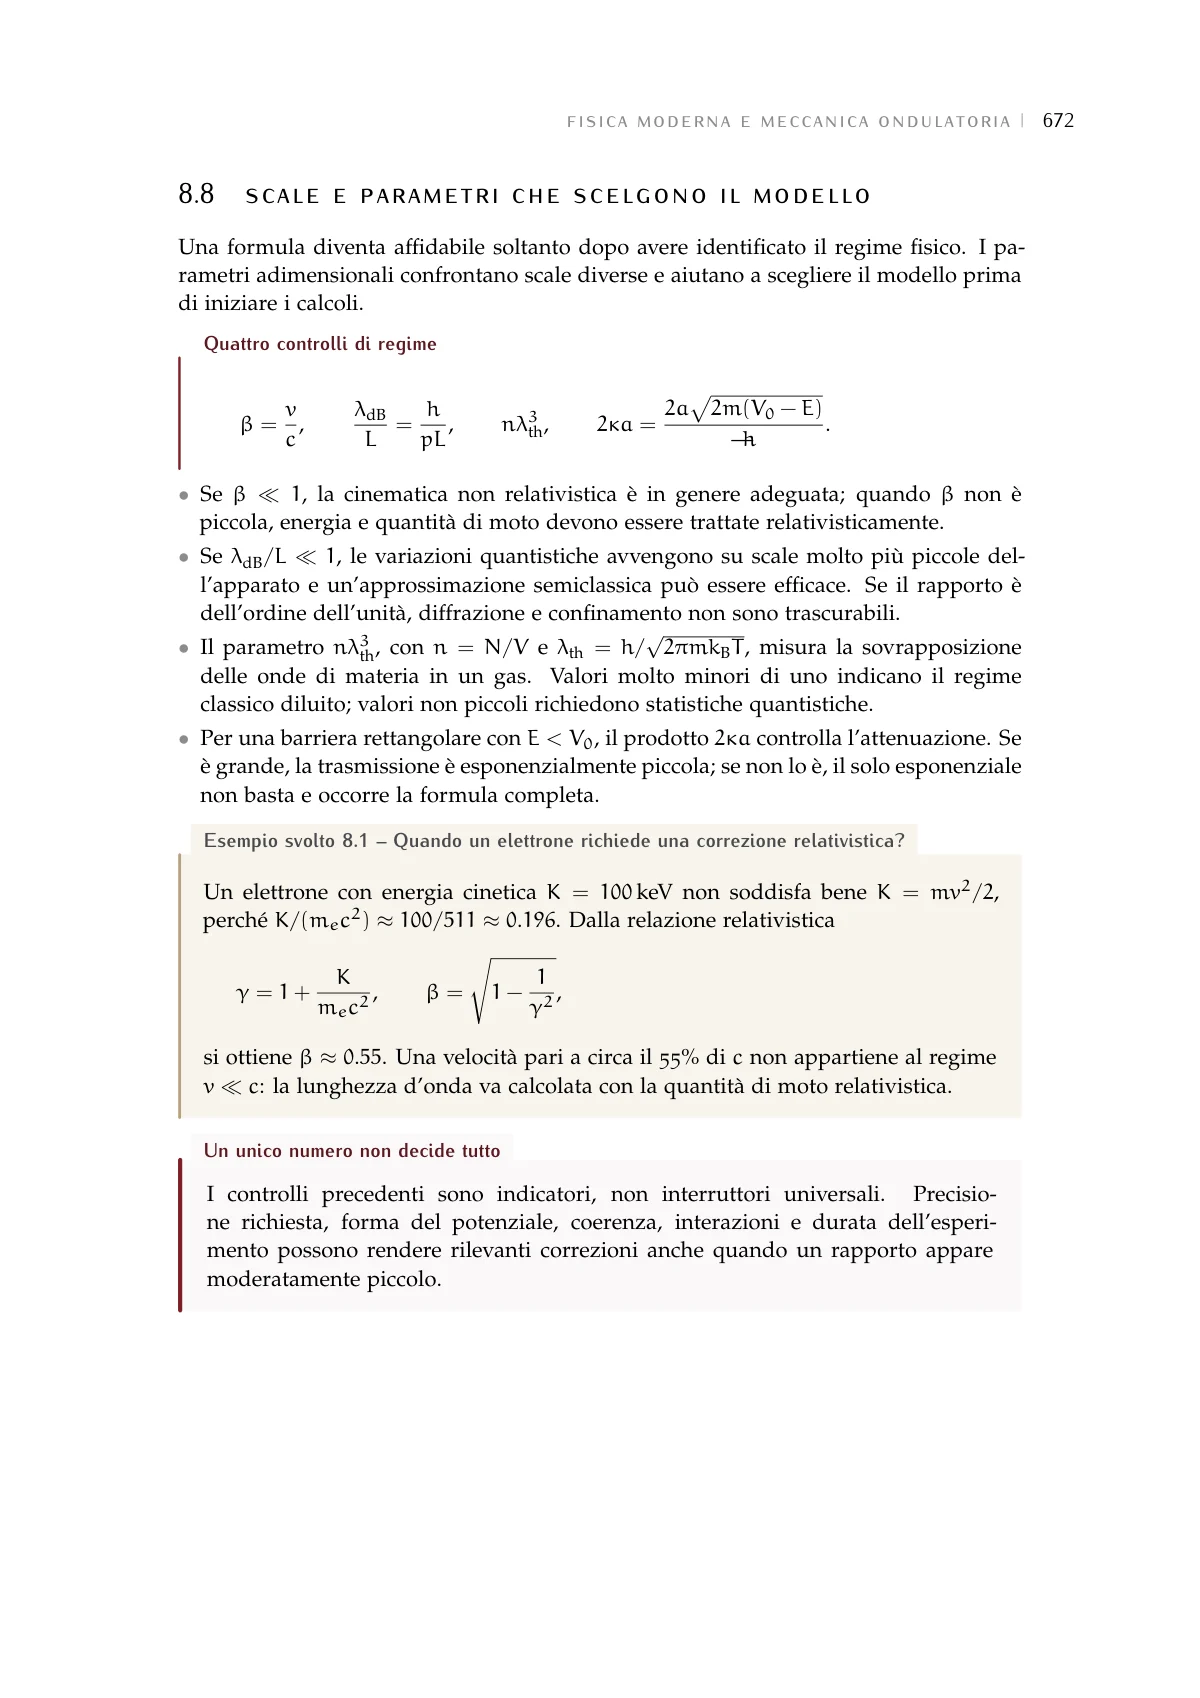 FISICA MODERNA E MECCANICA ONDULATORIA | 672
8.8 SCALE E PARAMETRI CHE SCELGONO IL MODELLO
Una formula diventa affidabile soltanto dopo avere identificato il regime fisico. I pa-
rametri adimensionali confrontano scale diverse e aiutano a scegliere il modello prima
di iniziare i calcoli.
Quattro controlli di regime
β = v/c, λ_dB/L = h/(pL), nλ_th^3, 2κa = 2a√(2m(V_0 − E))/ħ.
• Se β ≪ 1, la cinematica non relativistica è in genere adeguata; quando β non è
piccola, energia e quantità di moto devono essere trattate relativisticamente.
• Se λ_dB/L ≪ 1, le variazioni quantistiche avvengono su scale molto più piccole del-
l'apparato e un'approssimazione semiclassica può essere efficace. Se il rapporto è
dell'ordine dell'unità, diffrazione e confinamento non sono trascurabili.
• Il parametro nλ_th^3, con n = N/V e λ_th = h/√(2πmk_BT), misura la sovrapposizione
delle onde di materia in un gas. Valori molto minori di uno indicano il regime
classico diluito; valori non piccoli richiedono statistiche quantistiche.
• Per una barriera rettangolare con E < V_0, il prodotto 2κa controlla l'attenuazione. Se
è grande, la trasmissione è esponenzialmente piccola; se non lo è, il solo esponenziale
non basta e occorre la formula completa.
Esempio svolto 8.1 – Quando un elettrone richiede una correzione relativistica?
Un elettrone con energia cinetica K = 100 keV non soddisfa bene K = mv²/2,
perché K/(m_ec²) ≈ 100/511 ≈ 0.196. Dalla relazione relativistica
γ = 1 + K/(m_ec²), β = √(1 − 1/γ²),
si ottiene β ≈ 0.55. Una velocità pari a circa il 55% di c non appartiene al regime
v ≪ c: la lunghezza d'onda va calcolata con la quantità di moto relativistica.
Un unico numero non decide tutto
I controlli precedenti sono indicatori, non interruttori universali. Precisio-
ne richiesta, forma del potenziale, coerenza, interazioni e durata dell'esperi-
mento possono rendere rilevanti correzioni anche quando un rapporto appare
moderatamente piccolo.